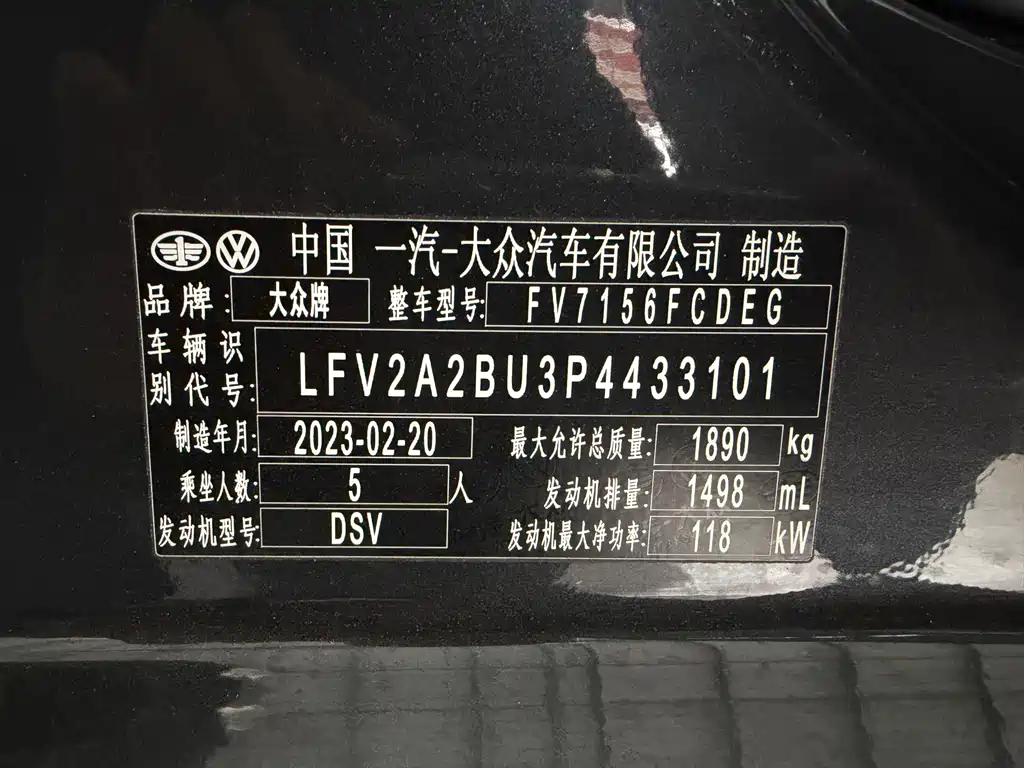 中国 一汽-大众汽车有限公司 制造
品牌: 大众牌 整车型号: FV7156FCDEG
车辆识别代号: LFV2A2BU3P4433101
制造年月: 2023-02-20 最大允许总质量: 1890 kg
乘坐人数: 5 人 发动机排量: 1498 mL
发动机型号: DSV 发动机最大净功率: 118 kW